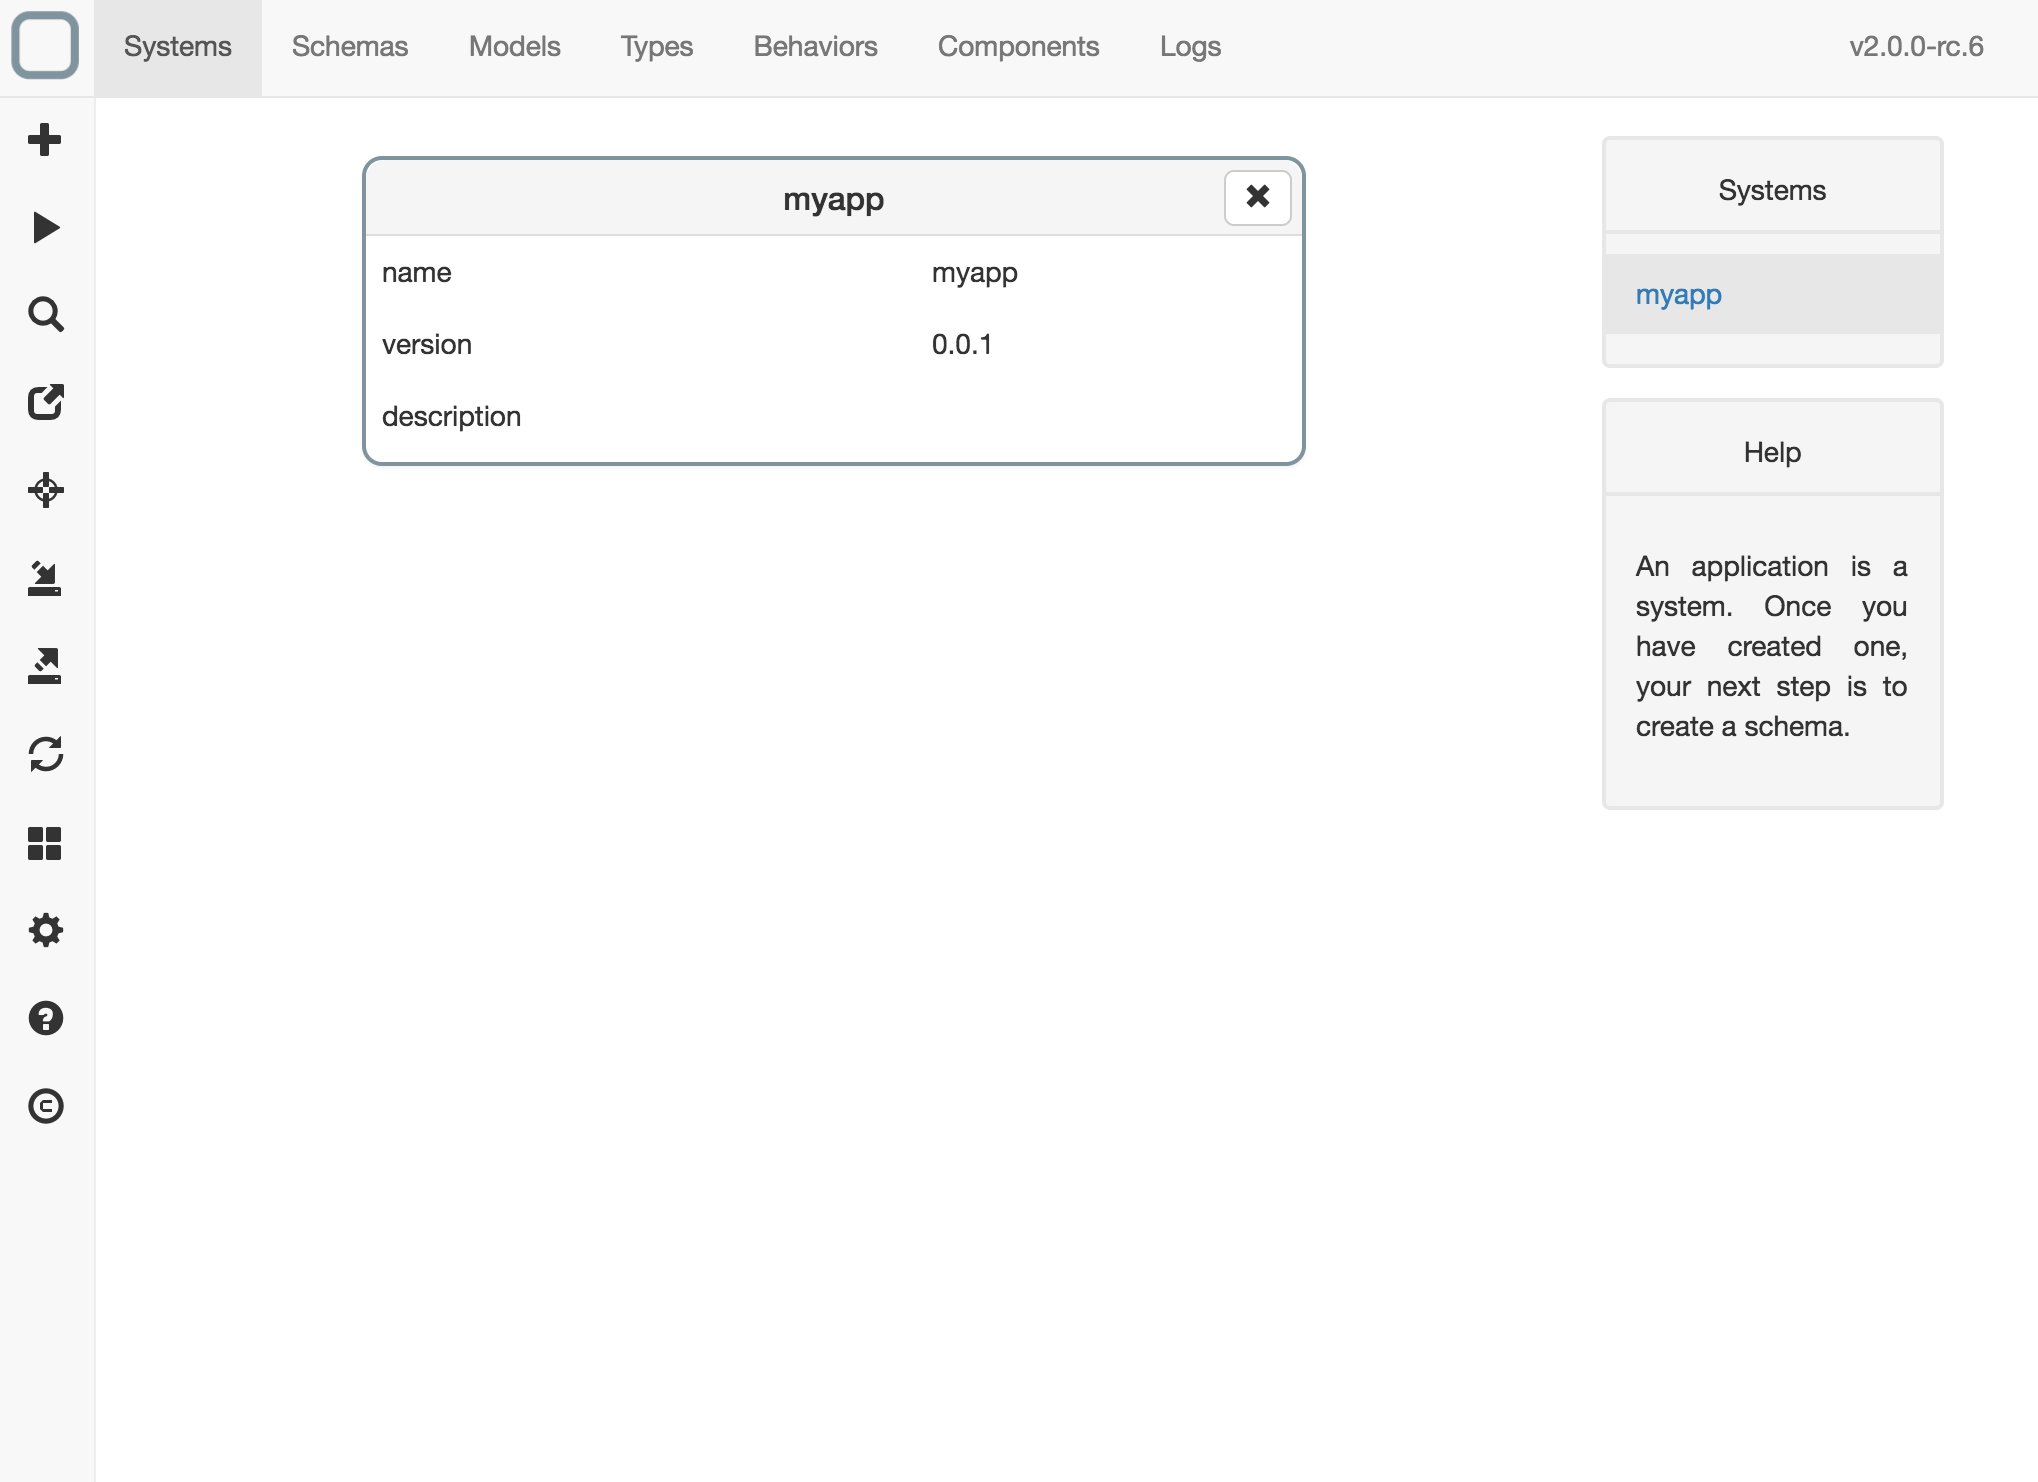 Systems Schemas Models Types Behaviors Components Logs v2.0.0-rc.6
myapp
name myapp
version 0.0.1
description
Systems
myapp
Help
An application is a
system. Once you
have created one,
your next step is to
create a schema.